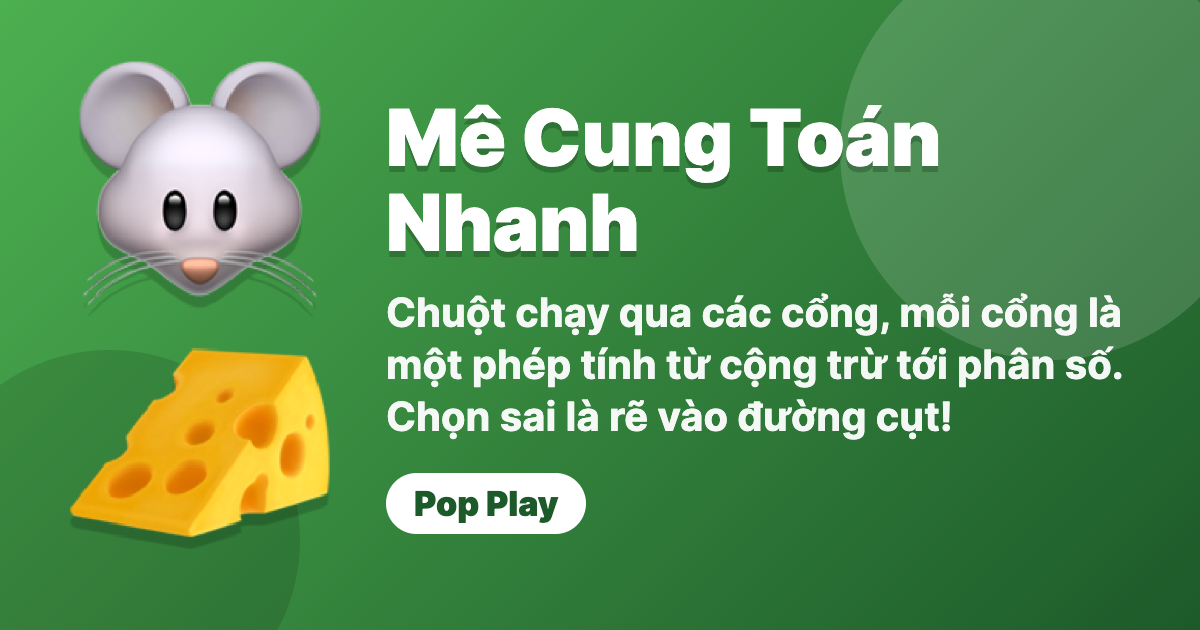 Mê Cung Toán
Nhanh
Chuột chạy qua các cổng, mỗi cổng là
một phép tính từ cộng trừ tới phân số.
Chọn sai là rẽ vào đường cụt!
Pop Play